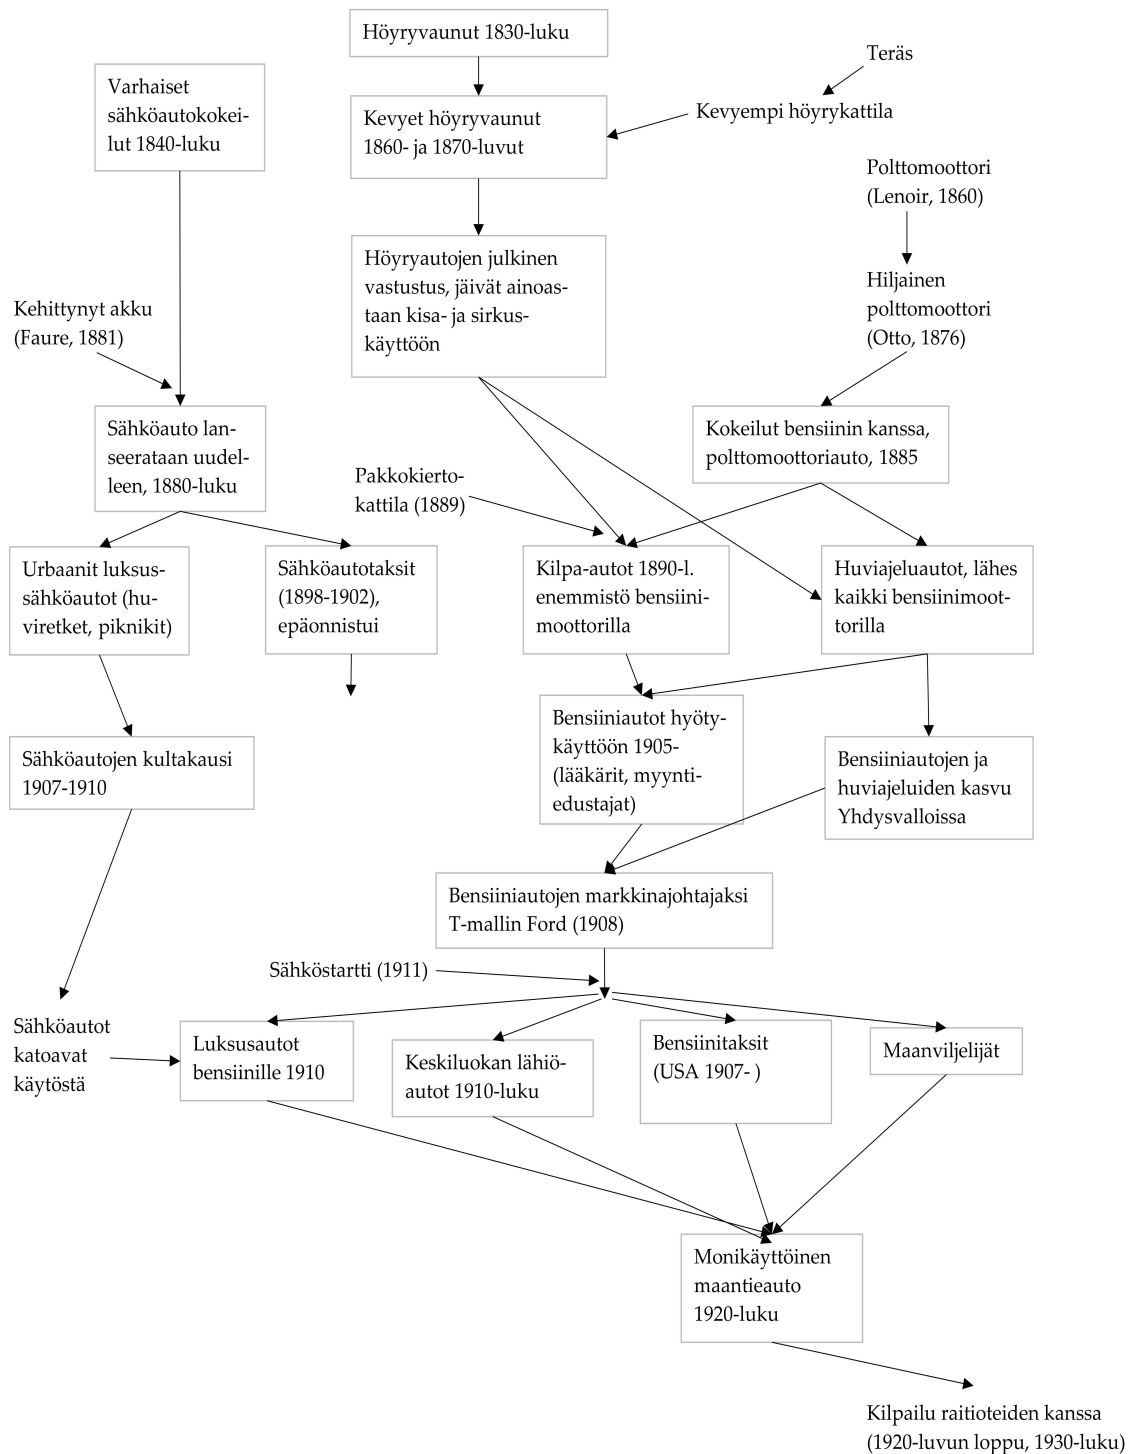 Höyryvaunut 1830-luku
Teräs
Varhaiset
sähköautokokei-
lut 1840-luku
Kevyet höyryvaunut
1860- ja 1870-luvut
Kevyempi höyrykattila
Polttomoottori
(Lenoir, 1860)
Höyryautojen julkinen
vastustus, jäivät ainoas-
taan kisa- ja sirkus-
käyttöön
Hiljainen
polttomoottori
(Otto, 1876)
Kehittynyt akku
(Faure, 1881)
Sähköauto lan-
seerataan uudel-
leen, 1880-luku
Kokeilut bensiinin kanssa,
polttomoottoriauto, 1885
Pakkokierto-
kattila (1889)
Urbaanit luksus-
sähköautot (hu-
viretket, piknikit)
Sähköautotaksit
(1898-1902),
epäonnistui
Kilpa-autot 1890-l.
enemmistö bensiini-
moottorilla
Huviajeluautot, lähes
kaikki bensiinimoot-
torilla
Sähköautojen kultakausi
1907-1910
Bensiiniautot hyöty-
käyttöön 1905-
(lääkärit, myynti-
edustajat)
Bensiiniautojen ja
huviajeluiden kasvu
Yhdysvalloissa
Bensiiniautojen markkinajohtajaksi
T-mallin Ford (1908)
Sähköstartti (1911)
Sähköautot
katoavat
käytöstä
Luksusautot
bensiinille 1910
Keskiluokan lähiö-
autot 1910-luku
Bensiinitaksit
(USA 1907- )
Maanviljelijät
Monikäyttöinen
maantieauto
1920-luku
Kilpailu raitioteiden kanssa
(1920-luvun loppu, 1930-luku)